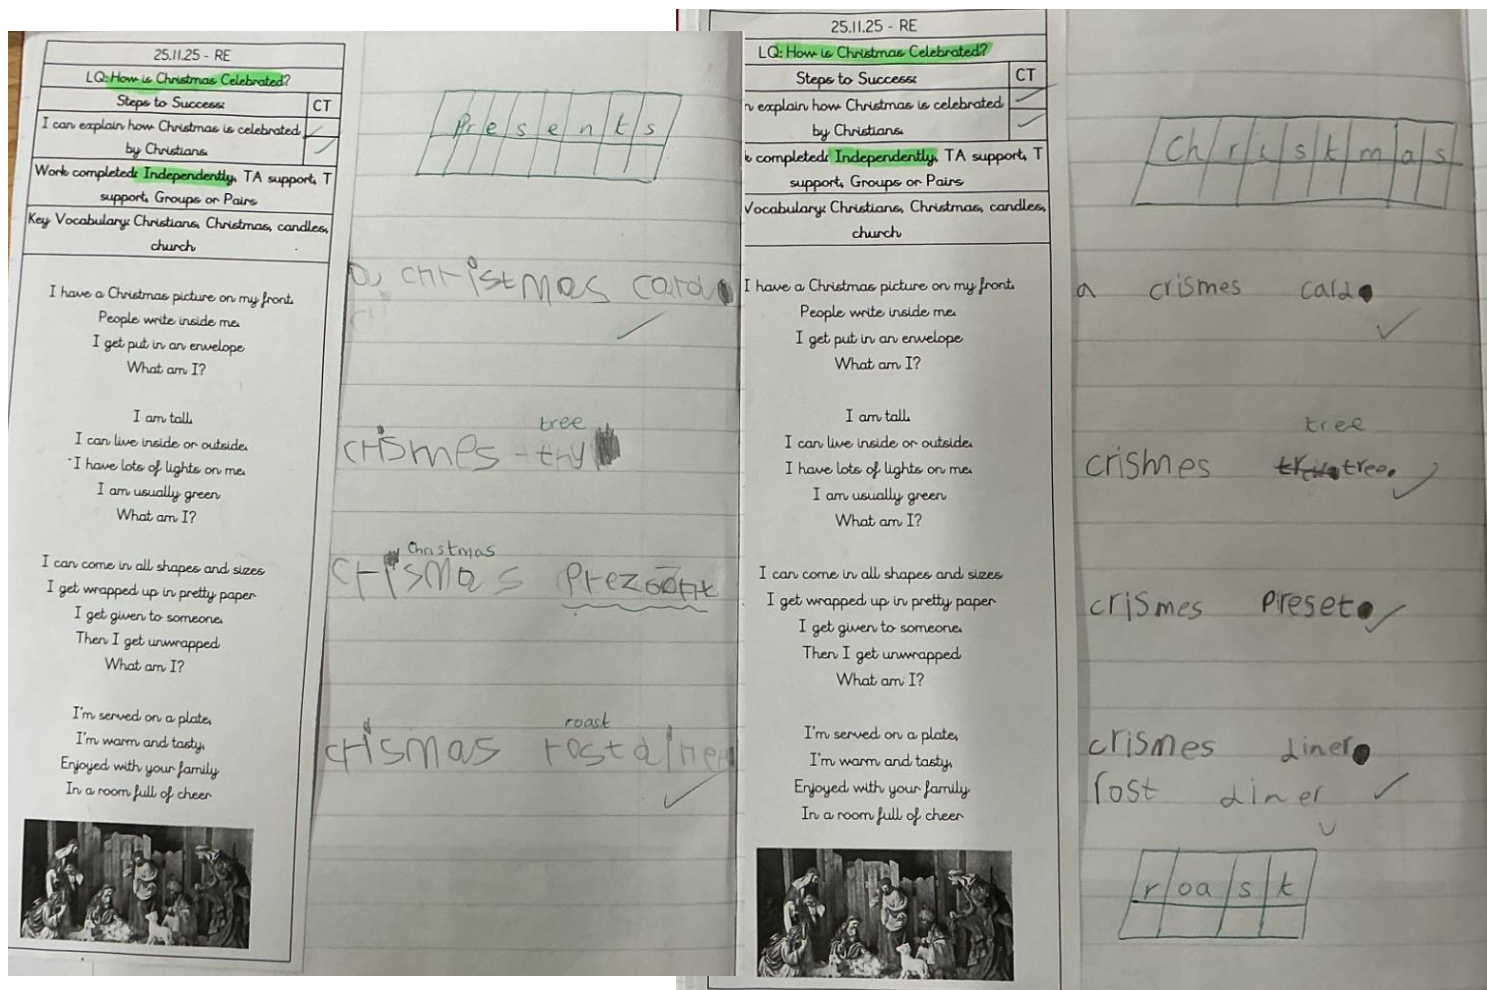 25.11.25 - RE
LQ: How is Christmas Celebrated?
Steps to Success:
CT
I can explain how Christmas is celebrated
by Christians.
Work completed: Independently, TA support, T
support, Groups or Pairs
Key Vocabulary: Christians, Christmas, candles,
church
I have a Christmas picture on my front.
People write inside me.
I get put in an envelope
What am I?
I am tall.
I can live inside or outside.
I have lots of lights on me.
I am usually green
What am I?
I can come in all shapes and sizes
I get wrapped up in pretty paper
I get given to someone.
Then I get unwrapped
What am I?
I'm served on a plate,
I'm warm and tasty,
Enjoyed with your family
In a room full of cheer
Presents
a christmas card
tree
crismes try
Christmas
crismas
roast
crismas rost diner
25.11.25 - RE
LQ: How is Christmas Celebrated?
Steps to Success:
CT
n explain how Christmas is celebrated
by Christians.
k completed: Independently, TA support, T
support, Groups or Pairs
Vocabulary: Christians, Christmas, candles,
church
I have a Christmas picture on my front.
People write inside me.
I get put in an envelope
What am I?
I am tall.
I can live inside or outside.
I have lots of lights on me.
I am usually green
What am I?
I can come in all shapes and sizes
I get wrapped up in pretty paper
I get given to someone.
Then I get unwrapped
What am I?
I'm served on a plate,
I'm warm and tasty,
Enjoyed with your family
In a room full of cheer
Christmas
a crismes card.
tree
crismes tree.
crismes preset.
crismes diner.
rost diner
roast